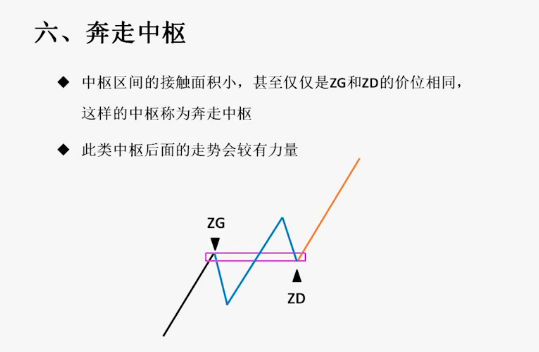 六、奔走中枢
◆ 中枢区间的接触面积小，甚至仅仅是ZG和ZD的价位相同，
这样的中枢称为奔走中枢
◆ 此类中枢后面的走势会较有力量
ZG
ZD